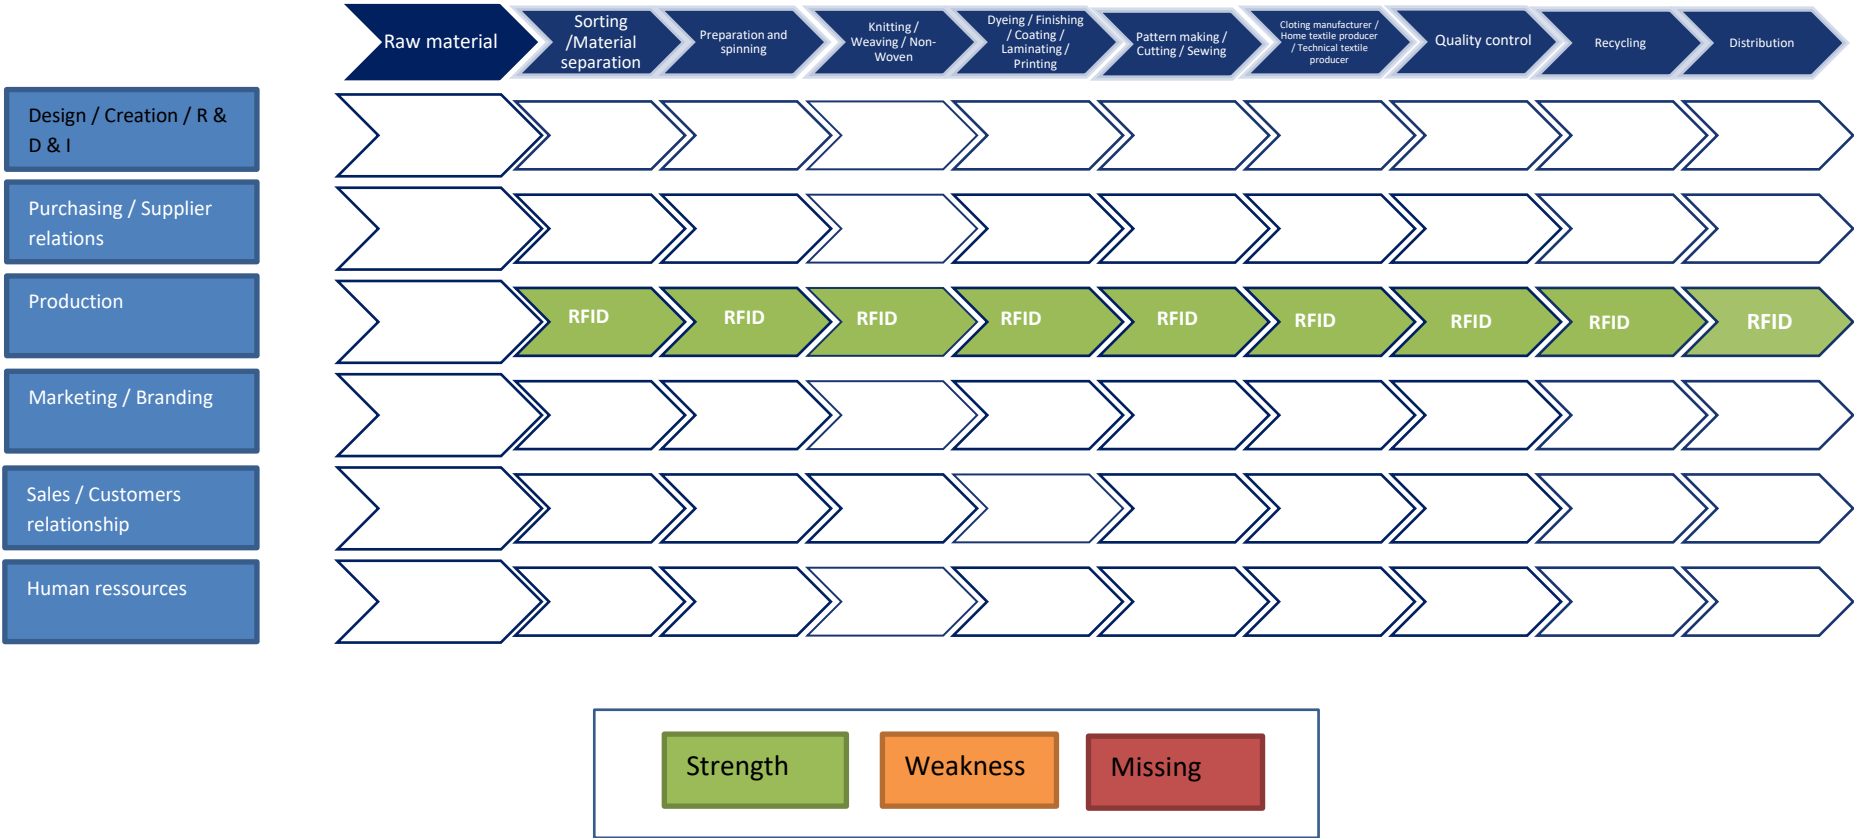 Raw material
Sorting
/Material
separation
Preparation and
spinning
Knitting /
Weaving / Non-
Woven
Dyeing / Finishing
/ Coating /
Laminating /
Printing
Pattern making /
Cutting / Sewing
Cloting manufacturer /
Home textile producer
/ Technical textile
producer
Quality control
Recycling
Distribution
Design / Creation / R &
D & I
Purchasing / Supplier
relations
Production
RFID
RFID
RFID
RFID
RFID
RFID
RFID
RFID
RFID
Marketing / Branding
Sales / Customers
relationship
Human ressources
Strength
Weakness
Missing